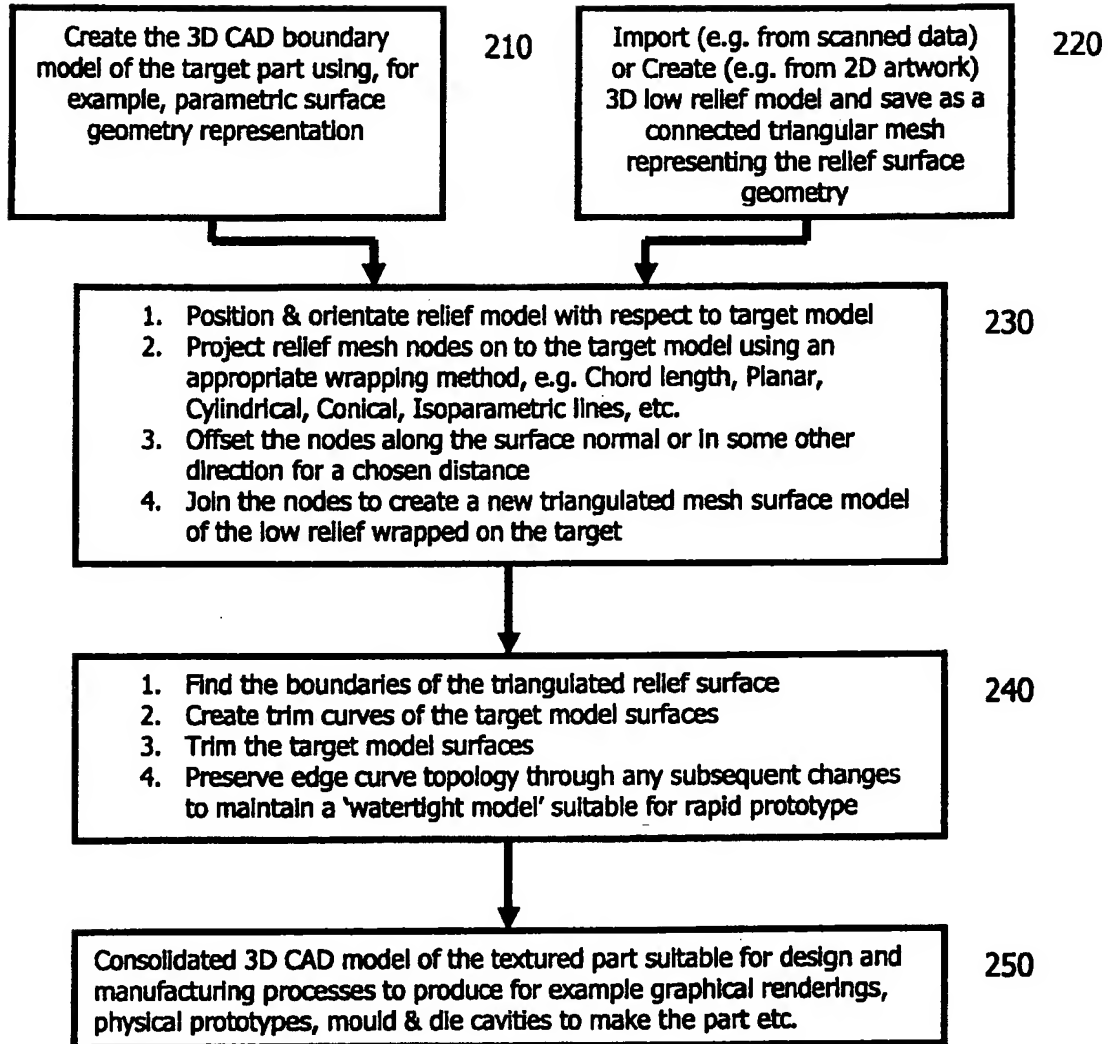 Create the 3D CAD boundary
model of the target part using, for
example, parametric surface
geometry representation
210
Import (e.g. from scanned data)
or Create (e.g. from 2D artwork)
3D low relief model and save as a
connected triangular mesh
representing the relief surface
geometry
220
1. Position & orientate relief model with respect to target model
2. Project relief mesh nodes on to the target model using an
appropriate wrapping method, e.g. Chord length, Planar,
Cylindrical, Conical, Isoparametric lines, etc.
3. Offset the nodes along the surface normal or in some other
direction for a chosen distance
4. Join the nodes to create a new triangulated mesh surface model
of the low relief wrapped on the target
230
1. Find the boundaries of the triangulated relief surface
2. Create trim curves of the target model surfaces
3. Trim the target model surfaces
4. Preserve edge curve topology through any subsequent changes
to maintain a 'watertight model' suitable for rapid prototype
240
Consolidated 3D CAD model of the textured part suitable for design and
manufacturing processes to produce for example graphical renderings,
physical prototypes, mould & die cavities to make the part etc.
250